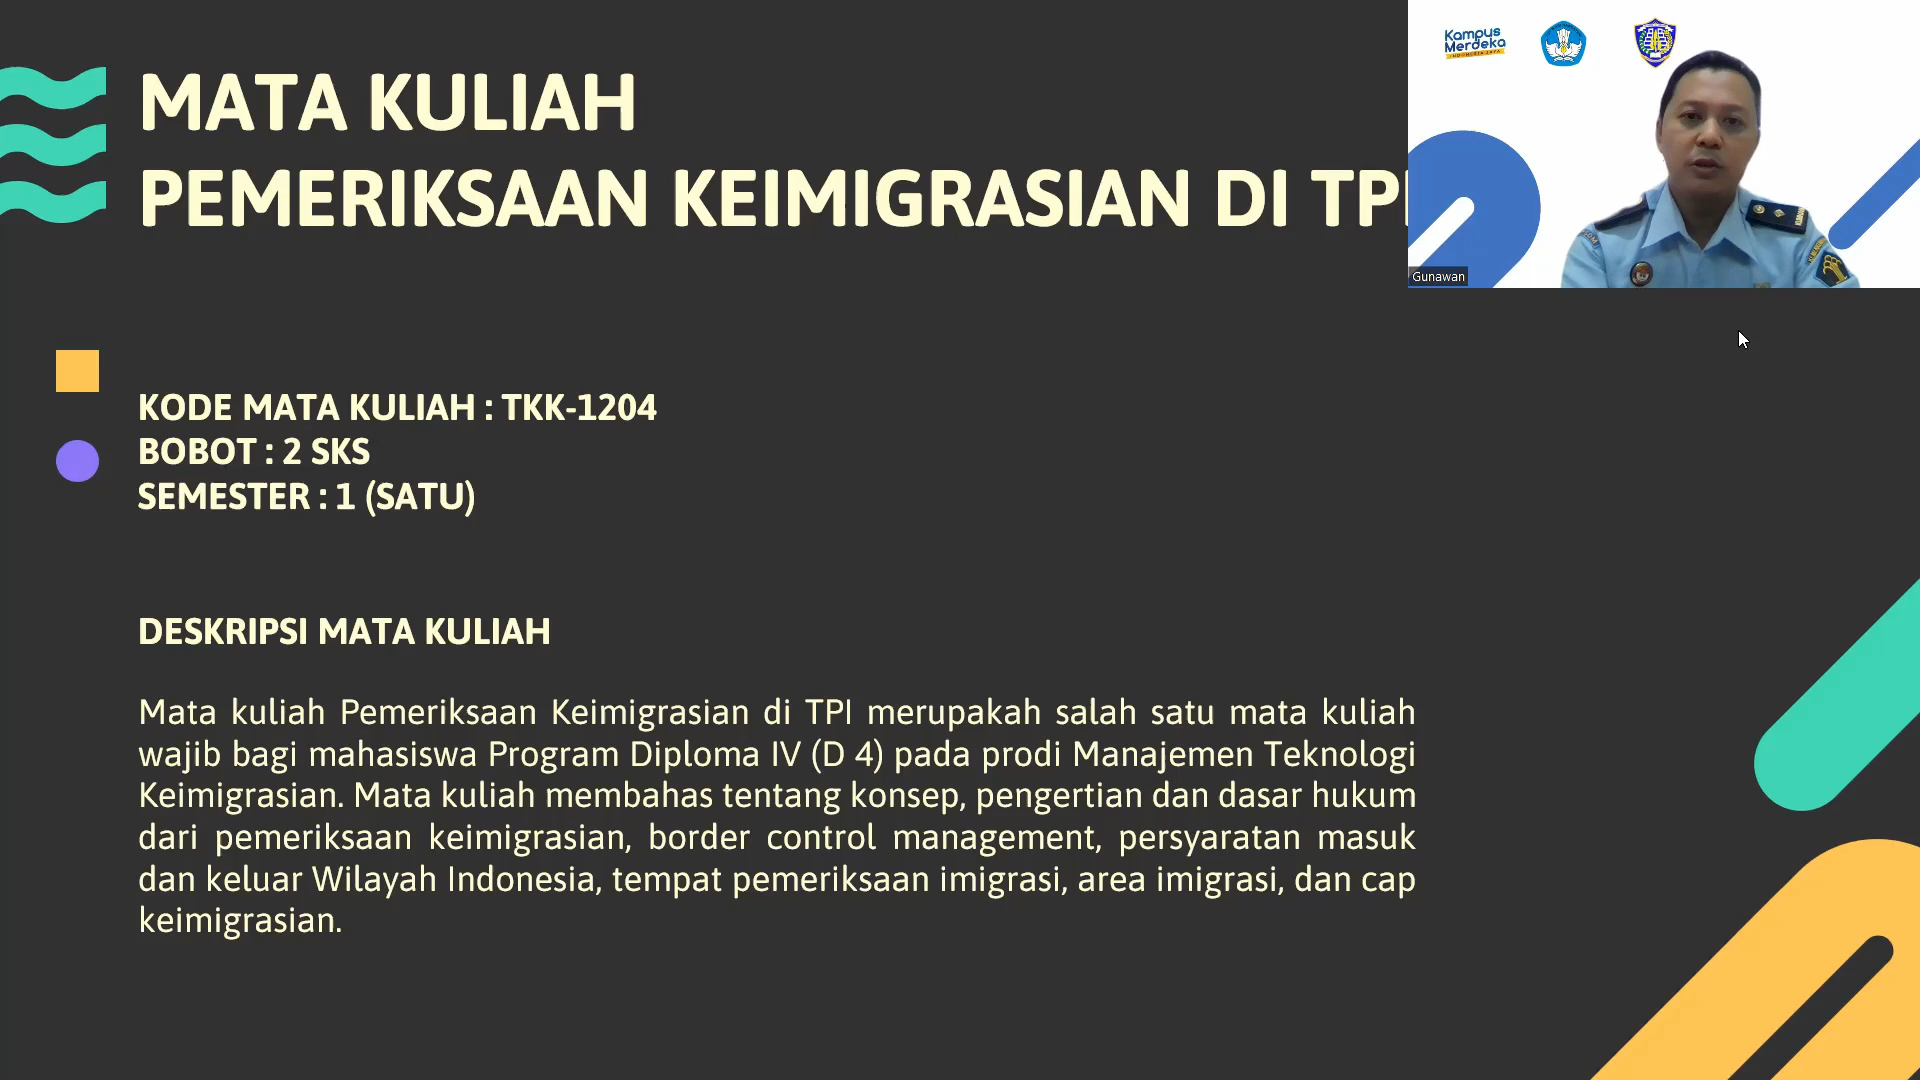 MATA KULIAH
PEMERIKSAAN KEIMIGRASIAN DI TPI
Kampus
Merdeka
INDONESIA JAYA
Gunawan
KODE MATA KULIAH : TKK-1204
BOBOT : 2 SKS
SEMESTER : 1 (SATU)
DESKRIPSI MATA KULIAH
Mata kuliah Pemeriksaan Keimigrasian di TPI merupakah salah satu mata kuliah
wajib bagi mahasiswa Program Diploma IV (D 4) pada prodi Manajemen Teknologi
Keimigrasian. Mata kuliah membahas tentang konsep, pengertian dan dasar hukum
dari pemeriksaan keimigrasian, border control management, persyaratan masuk
dan keluar Wilayah Indonesia, tempat pemeriksaan imigrasi, area imigrasi, dan cap
keimigrasian.